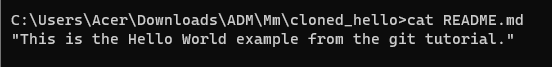 C:\Users\Acer\Downloads\ADM\Mm\cloned_hello>cat README.md
"This is the Hello World example from the git tutorial."